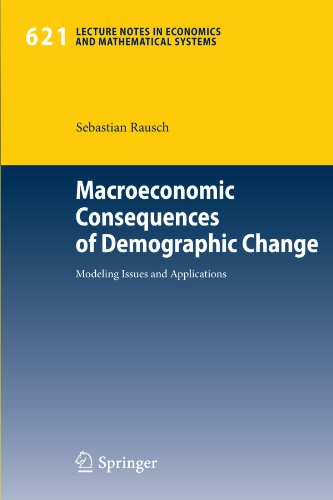 621 LECTURE NOTES IN ECONOMICS
AND MATHEMATICAL SYSTEMS
Sebastian Rausch
Macroeconomic
Consequences
of Demographic Change
Modeling Issues and Applications
Springer